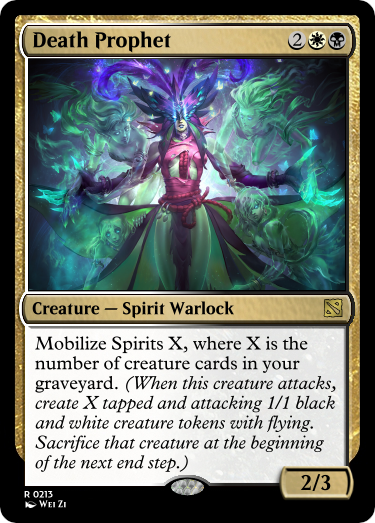 Death Prophet 2
Creature — Spirit Warlock
Mobilize Spirits X, where X is the
number of creature cards in your
graveyard. (When this creature attacks,
create X tapped and attacking 1/1 black
and white creature tokens with flying.
Sacrifice that creature at the beginning
of the next end step.)
2/3
R 0213
Wei Zi